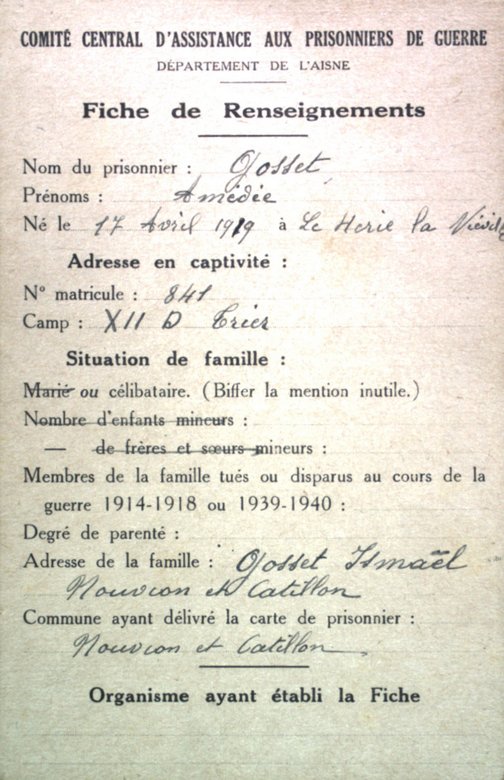 COMITÉ CENTRAL D'ASSISTANCE AUX PRISONNIERS DE GUERRE
DÉPARTEMENT DE L'AISNE
Fiche de Renseignements
Nom du prisonnier : Gosset
Prénoms : Amédée
Né le 17 Avril 1919 à Le Herie la Viéville
Adresse en captivité :
N° matricule : 841
Camp : XII D Trier
Situation de famille :
Marié ou célibataire. (Biffer la mention inutile.)
Nombre d'enfants mineurs :
— de frères et sœurs mineurs :
Membres de la famille tués ou disparus au cours de la
guerre 1914-1918 ou 1939-1940 :
Degré de parenté :
Adresse de la famille : Gosset Ismaël
Nouvion et Catillon
Commune ayant délivré la carte de prisonnier :
Nouvion et Catillon
Organisme ayant établi la Fiche